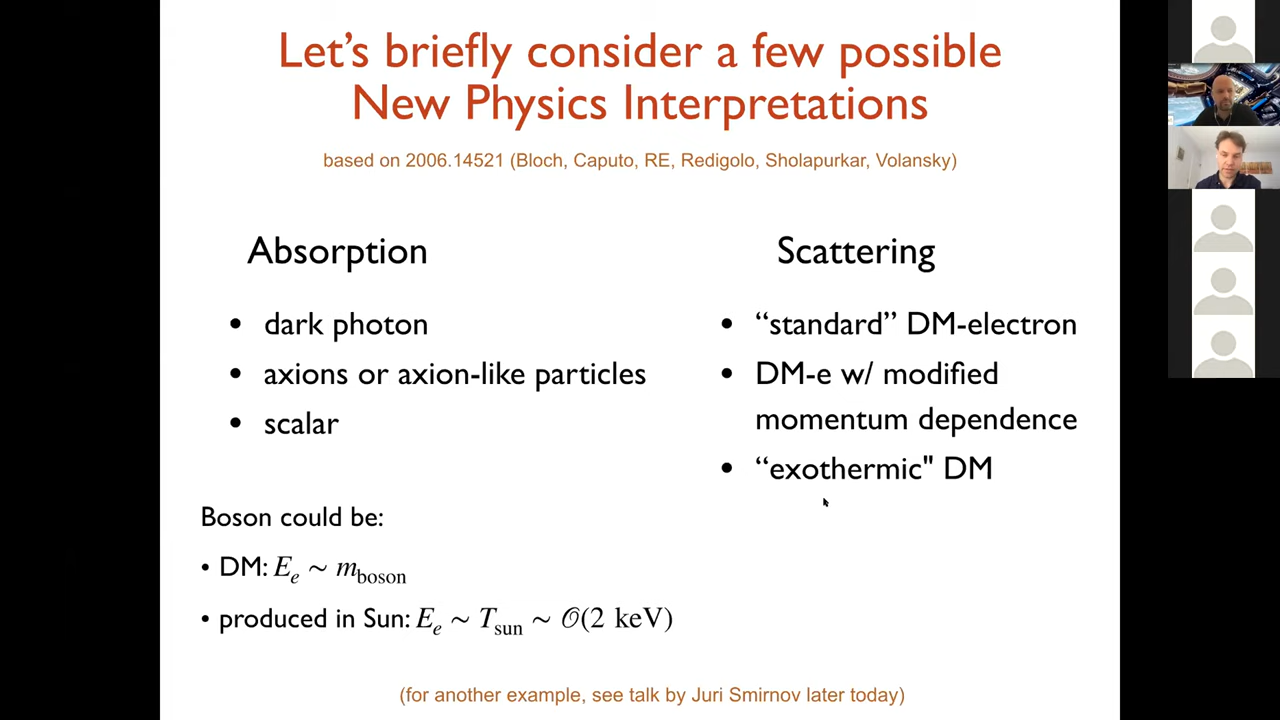 Let's briefly consider a few possible
New Physics Interpretations
based on 2006.14521 (Bloch, Caputo, RE, Redigolo, Sholapurkar, Volansky)
Absorption
• dark photon
• axions or axion-like particles
• scalar
Boson could be:
• DM: Eₑ ~ m_boson
• produced in Sun: Eₑ ~ T_sun ~ 𝒪(2 keV)
Scattering
• “standard” DM-electron
• DM-e w/ modified
momentum dependence
• “exothermic" DM
(for another example, see talk by Juri Smirnov later today)